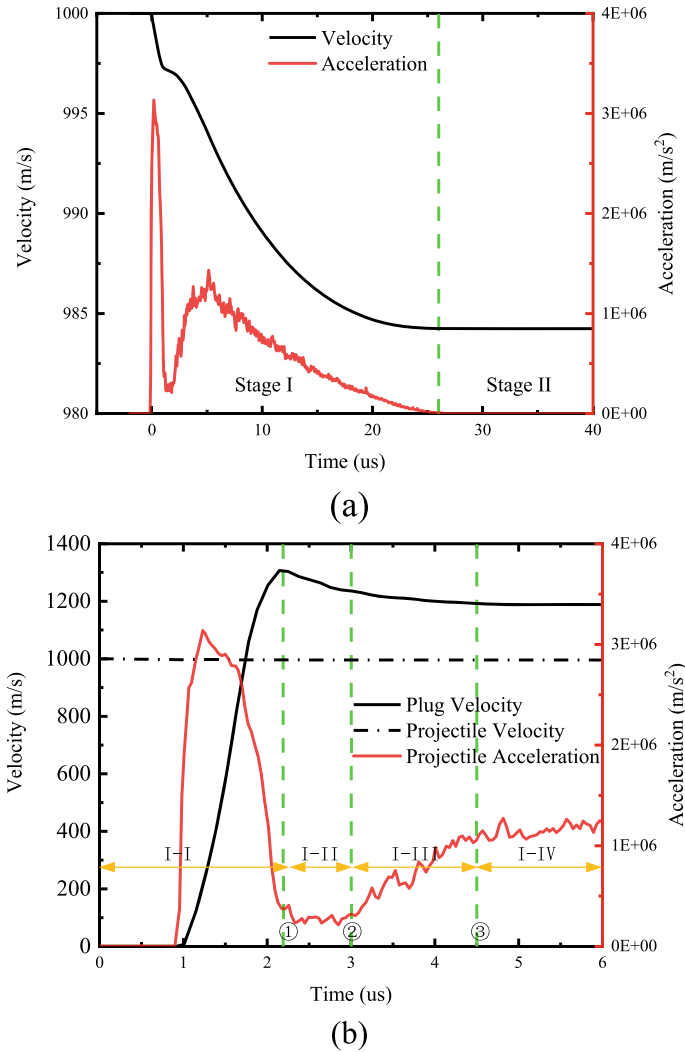 1000
995
990
985
980
Velocity (m/s)
Velocity
Acceleration
Stage I
Stage II
4E+06
3E+06
2E+06
1E+06
0E+00
Acceleration (m/s²)
0 10 20 30 40
Time (us)
(a)
1400
1200
1000
800
600
400
200
0
Velocity (m/s)
Plug Velocity
Projectile Velocity
Projectile Acceleration
I-I I-II I-III I-IV
① ② ③
4E+06
3E+06
2E+06
1E+06
0E+00
Acceleration (m/s²)
0 1 2 3 4 5 6
Time (us)
(b)